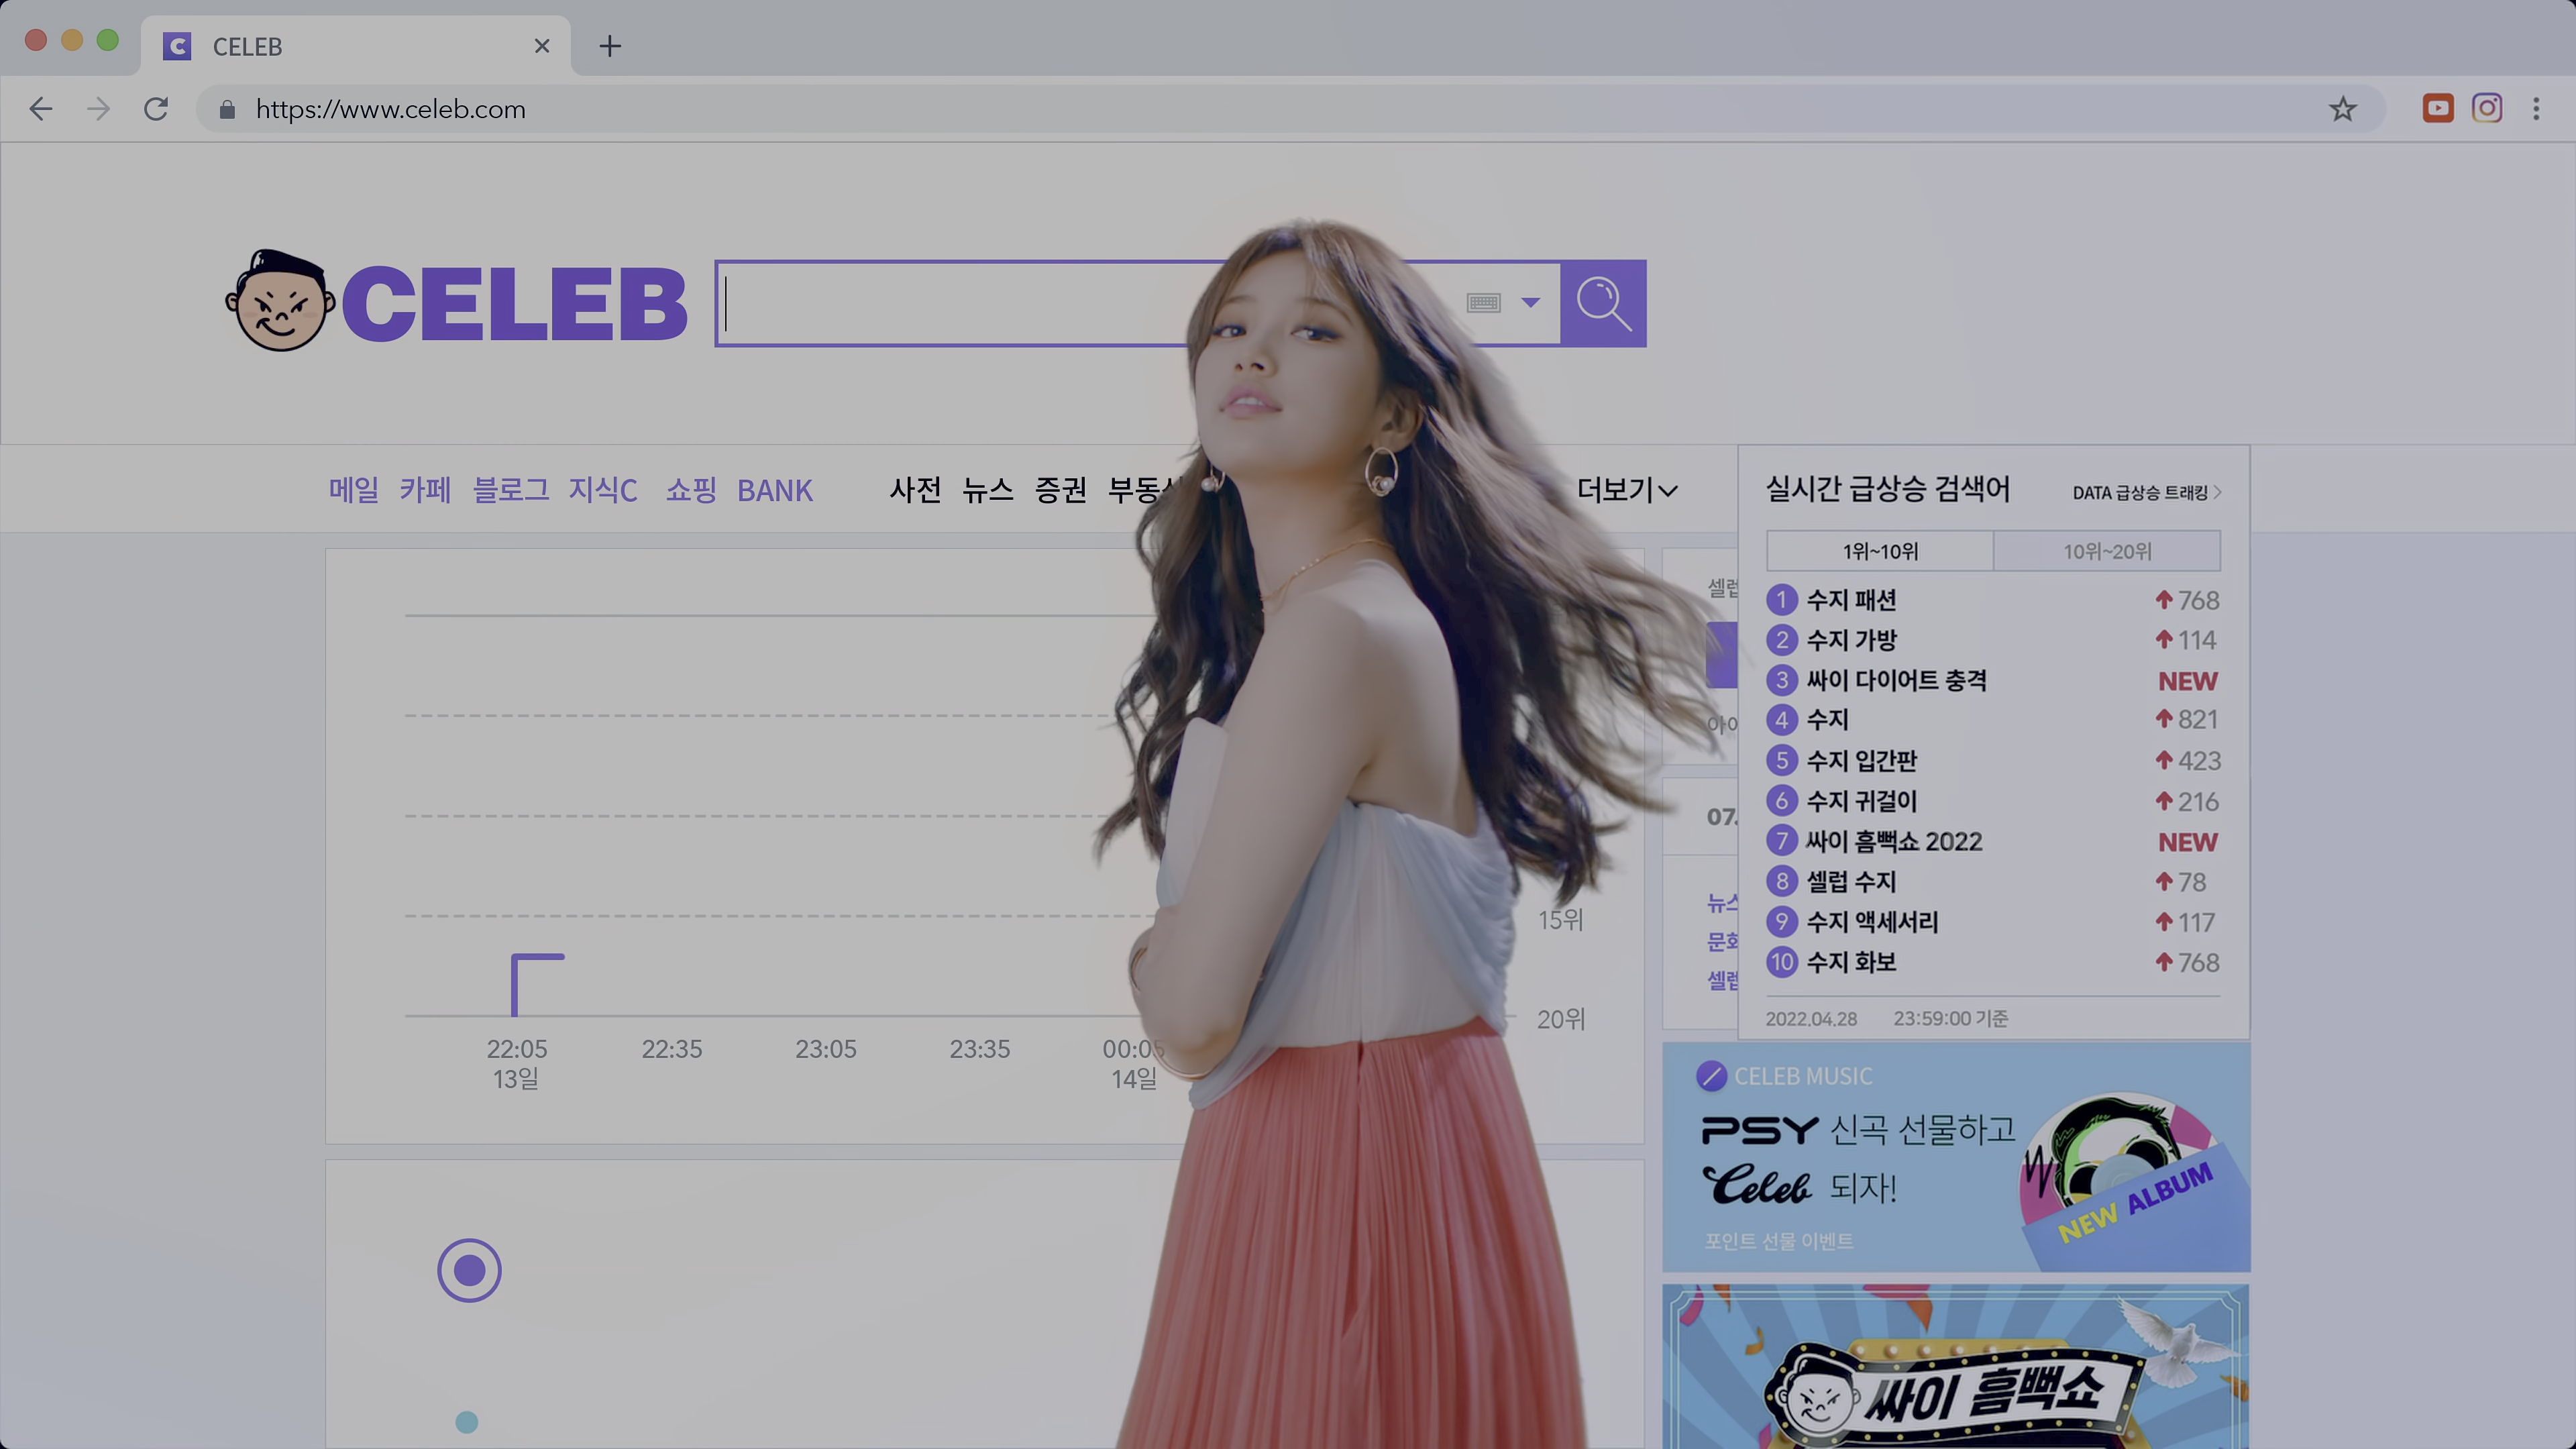 CELEB
https://www.celeb.com
CELEB
메일 카페 블로그 지식C 쇼핑 BANK 사전 뉴스 증권 더보기
실시간 급상승 검색어 DATA 급상승 트래킹
1위~10위 10위~20위
1 수지 패션 768
2 수지 가방 114
3 싸이 다이어트 충격 NEW
4 수지 821
5 수지 입간판 423
6 수지 귀걸이 216
7 싸이 흠뻑쇼 2022 NEW
8 셀럽 수지 78
9 수지 액세서리 117
10 수지 화보 768
2022.04.28 23:59:00 기준
15위
20위
22:05 22:35 23:05 23:35 00:05
13일 14일
07.
CELEB MUSIC
PSY 신곡 선물하고
Celeb 되자!
포인트 선물 이벤트
NEW ALBUM
싸이 흠뻑쇼